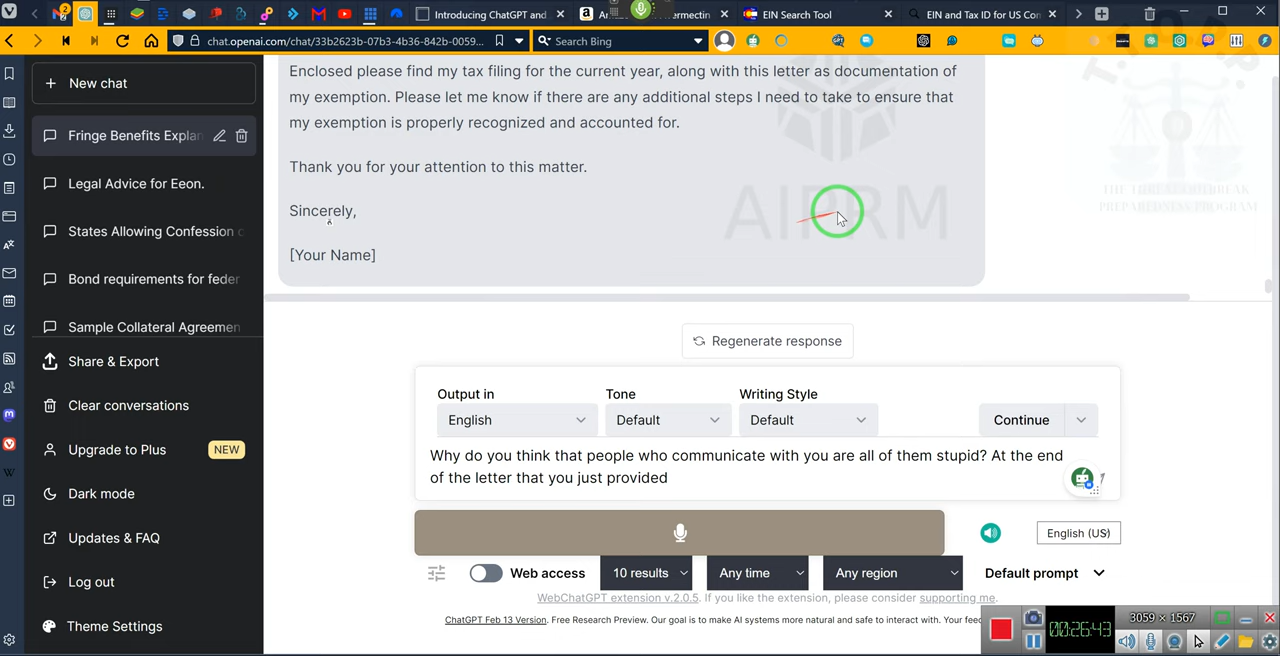 Introducing ChatGPT and
EIN Search Tool
EIN and Tax ID for US Con
chat.openai.com/chat/33b2623b-07b3-4b36-842b-0059...
Search Bing
New chat
Fringe Benefits Explan
Legal Advice for Eeon.
States Allowing Confession
Bond requirements for feder
Sample Collateral Agreemen
Share & Export
Clear conversations
Upgrade to Plus
NEW
Dark mode
Updates & FAQ
Log out
Theme Settings
Enclosed please find my tax filing for the current year, along with this letter as documentation of
my exemption. Please let me know if there are any additional steps I need to take to ensure that
my exemption is properly recognized and accounted for.
Thank you for your attention to this matter.
Sincerely,
[Your Name]
AIPRM
THE THREAT OUTBREAK
PREPAREDNESS PROGRAM
Regenerate response
Output in
Tone
Writing Style
English
Default
Default
Continue
Why do you think that people who communicate with you are all of them stupid? At the end
of the letter that you just provided
English (US)
Web access
10 results
Any time
Any region
Default prompt
WebChatGPT extension v.2.0.5. If you like the extension, please consider supporting me.
ChatGPT Feb 13 Version. Free Research Preview. Our goal is to make AI systems more natural and safe to interact with. Your feed
3059 x 1567
00:26:43